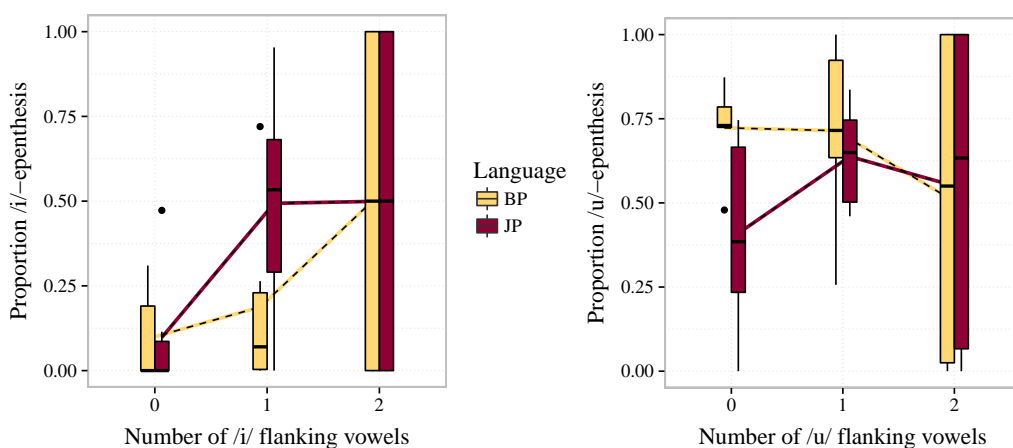 Proportion /i/−epenthesis
1.00
0.75
0.50
0.25
0.00
0
1
2
Number of /i/ flanking vowels
Language
BP
JP
Proportion /u/−epenthesis
1.00
0.75
0.50
0.25
0.00
0
1
2
Number of /u/ flanking vowels